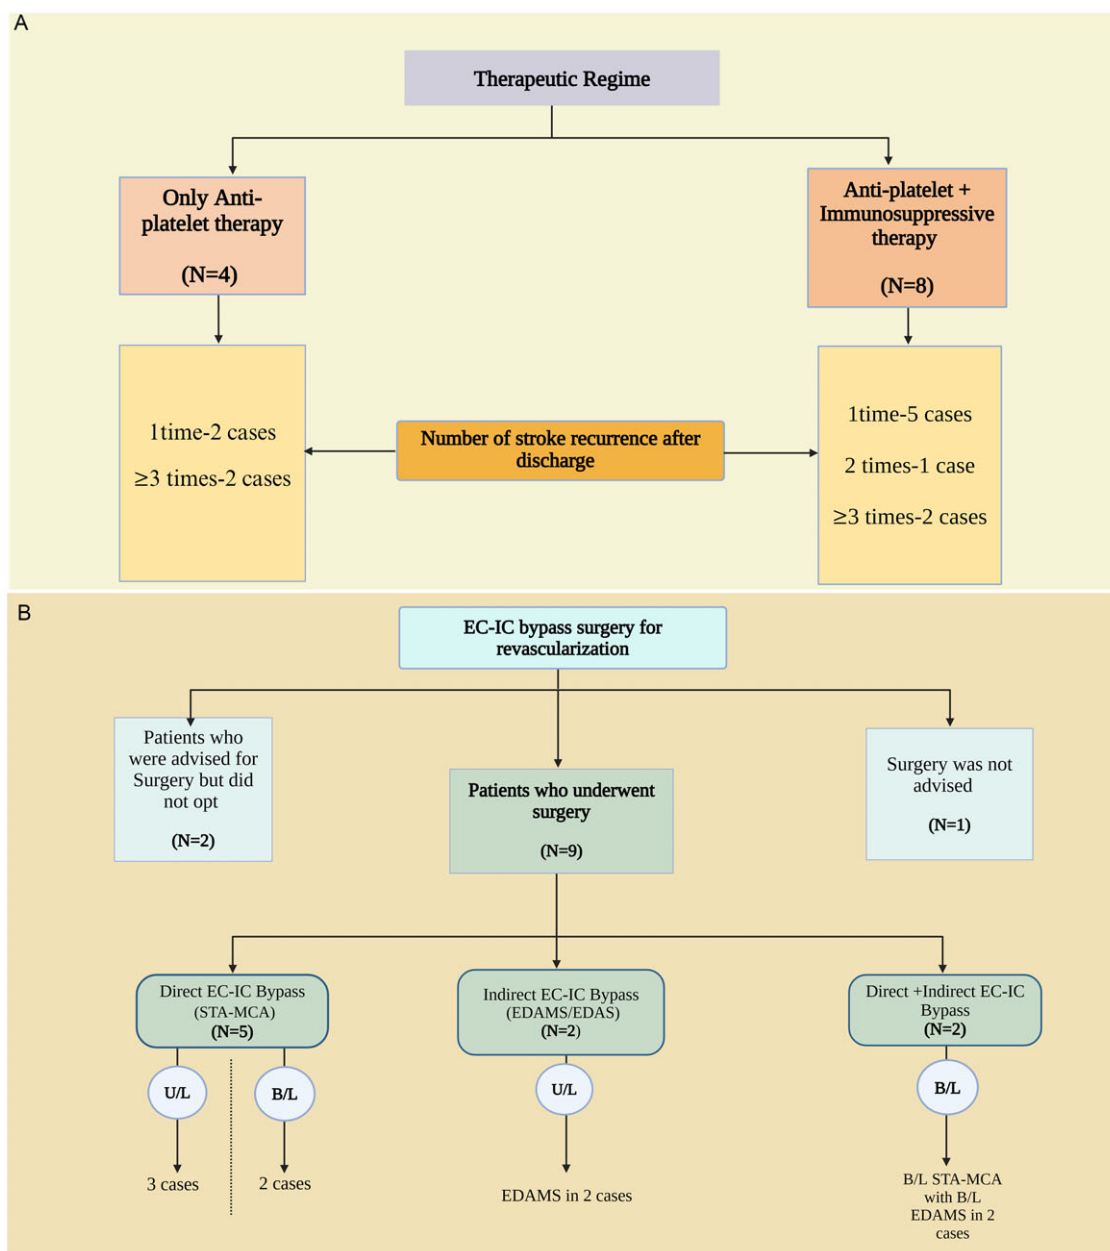 A
Therapeutic Regime
Only Anti-
platelet therapy
(N=4)
Anti-platelet +
Immunosuppressive
therapy
(N=8)
1time-2 cases
≥3 times-2 cases
Number of stroke recurrence after
discharge
1time-5 cases
2 times-1 case
≥3 times-2 cases
B
EC-IC bypass surgery for
revascularization
Patients who
were advised for
Surgery but did
not opt
(N=2)
Patients who underwent
surgery
(N=9)
Surgery was not
advised
(N=1)
Direct EC-IC Bypass
(STA-MCA)
(N=5)
Indirect EC-IC Bypass
(EDAMS/EDAS)
(N=2)
Direct +Indirect EC-IC
Bypass
(N=2)
U/L
B/L
U/L
B/L
3 cases
2 cases
EDAMS in 2 cases
B/L STA-MCA
with B/L
EDAMS in 2
cases